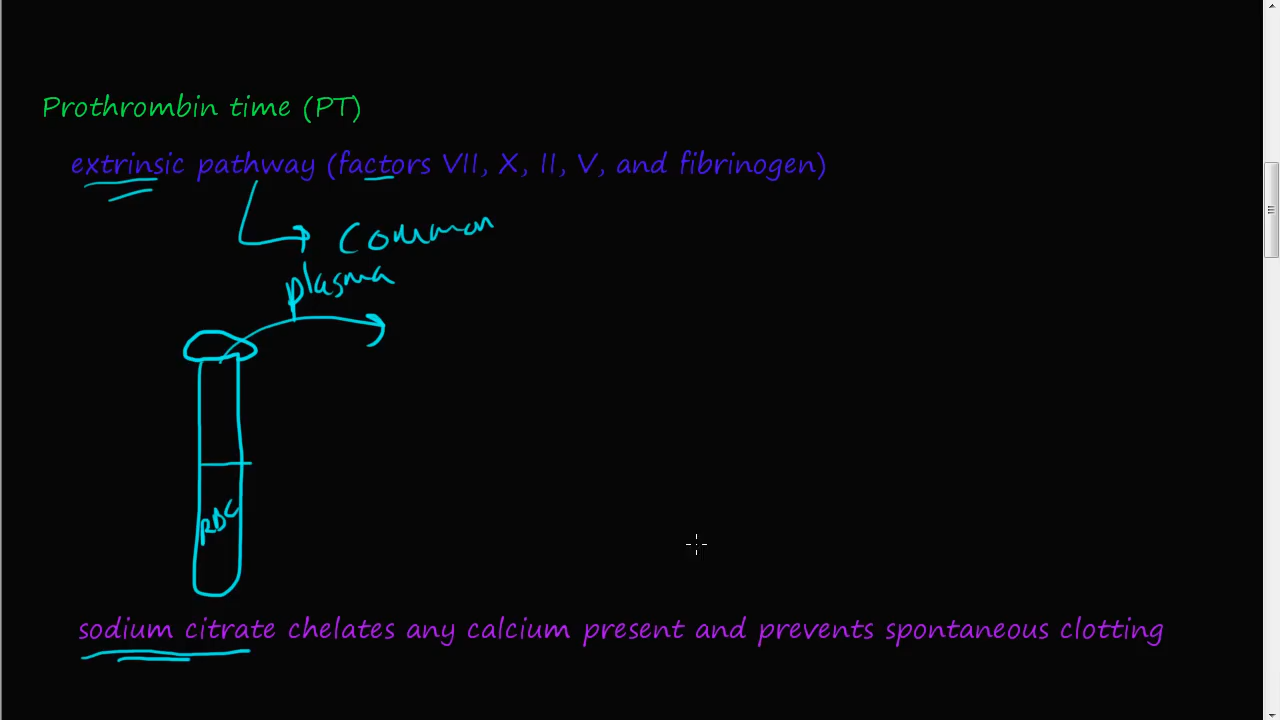 Prothrombin time (PT)
extrinsic pathway (factors VII, X, II, V, and fibrinogen)
Common
plasma
RBC
sodium citrate chelates any calcium present and prevents spontaneous clotting